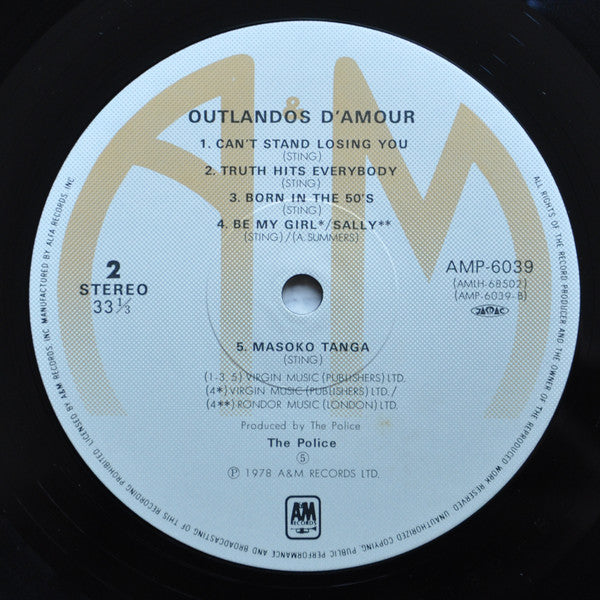 A&M
OUTLANDOS D'AMOUR
1. CAN'T STAND LOSING YOU
(STING)
2. TRUTH HITS EVERYBODY
(STING)
3. BORN IN THE 50'S
(STING)
4. BE MY GIRL*/SALLY**
(STING)/(A. SUMMERS)
2
STEREO
33 1/3
AMP-6039
(AMLH-68502)
(AMP-6039-B)
JASRAC
5. MASOKO TANGA
(STING)
(1-3, 5) VIRGIN MUSIC (PUBLISHERS) LTD.
(4*) VIRGIN MUSIC (PUBLISHERS) LTD./
(4**) RONDOR MUSIC (LONDON) LTD.
Produced by The Police
The Police
Ⓢ
Ⓟ 1978 A&M RECORDS LTD.
A&M
RECORDS
ALL RIGHTS OF THE RECORD PRODUCER AND THE OWNER OF THE WORK REPRODUCED RESERVED. UNAUTHORIZED COPYING, PUBLIC PERFORMANCE AND BROADCASTING OF THIS RECORDING PROHIBITED. LICENSED BY A&M RECORDS, INC. MANUFACTURED BY ALFA RECORDS, INC.